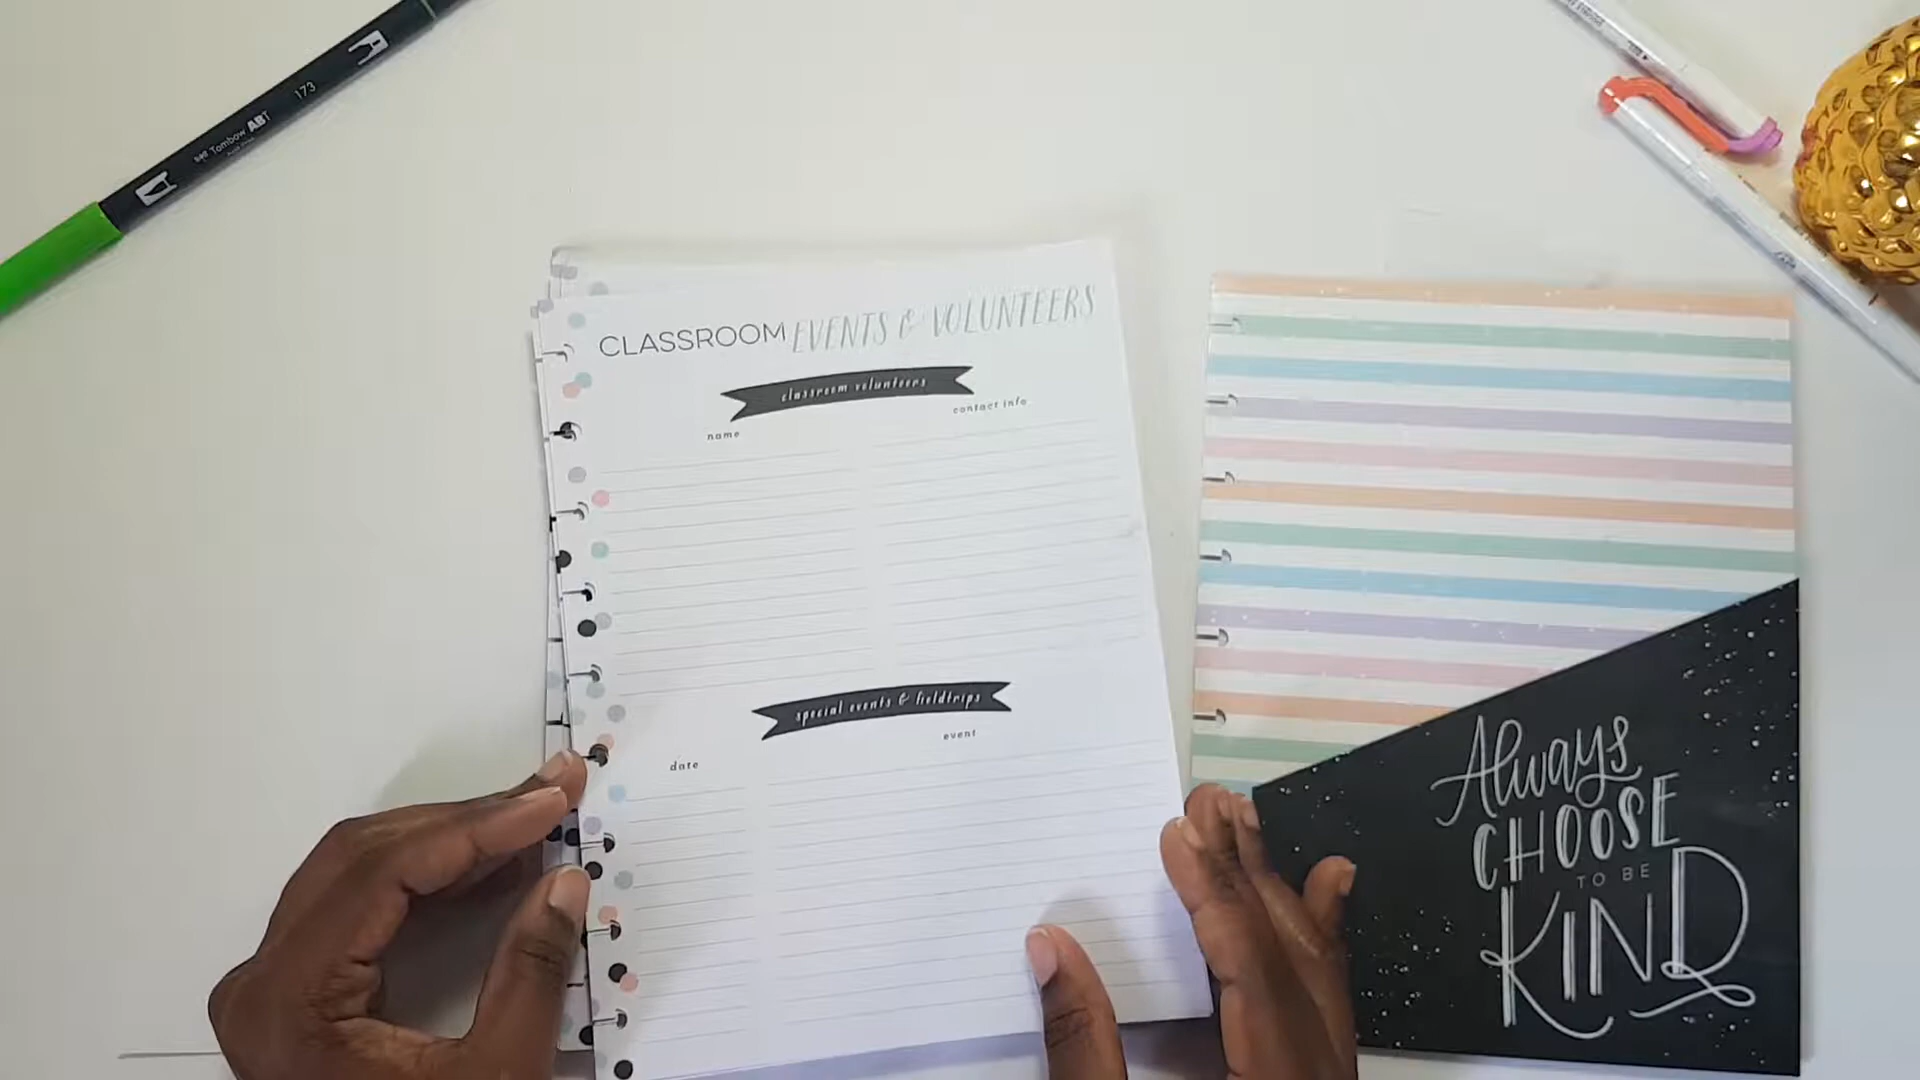 173
Tombow ABT
CLASSROOM EVENTS & VOLUNTEERS
classroom volunteers
name
contact info
special events & fieldtrips
date
event
Always
CHOOSE
TO BE
KIND